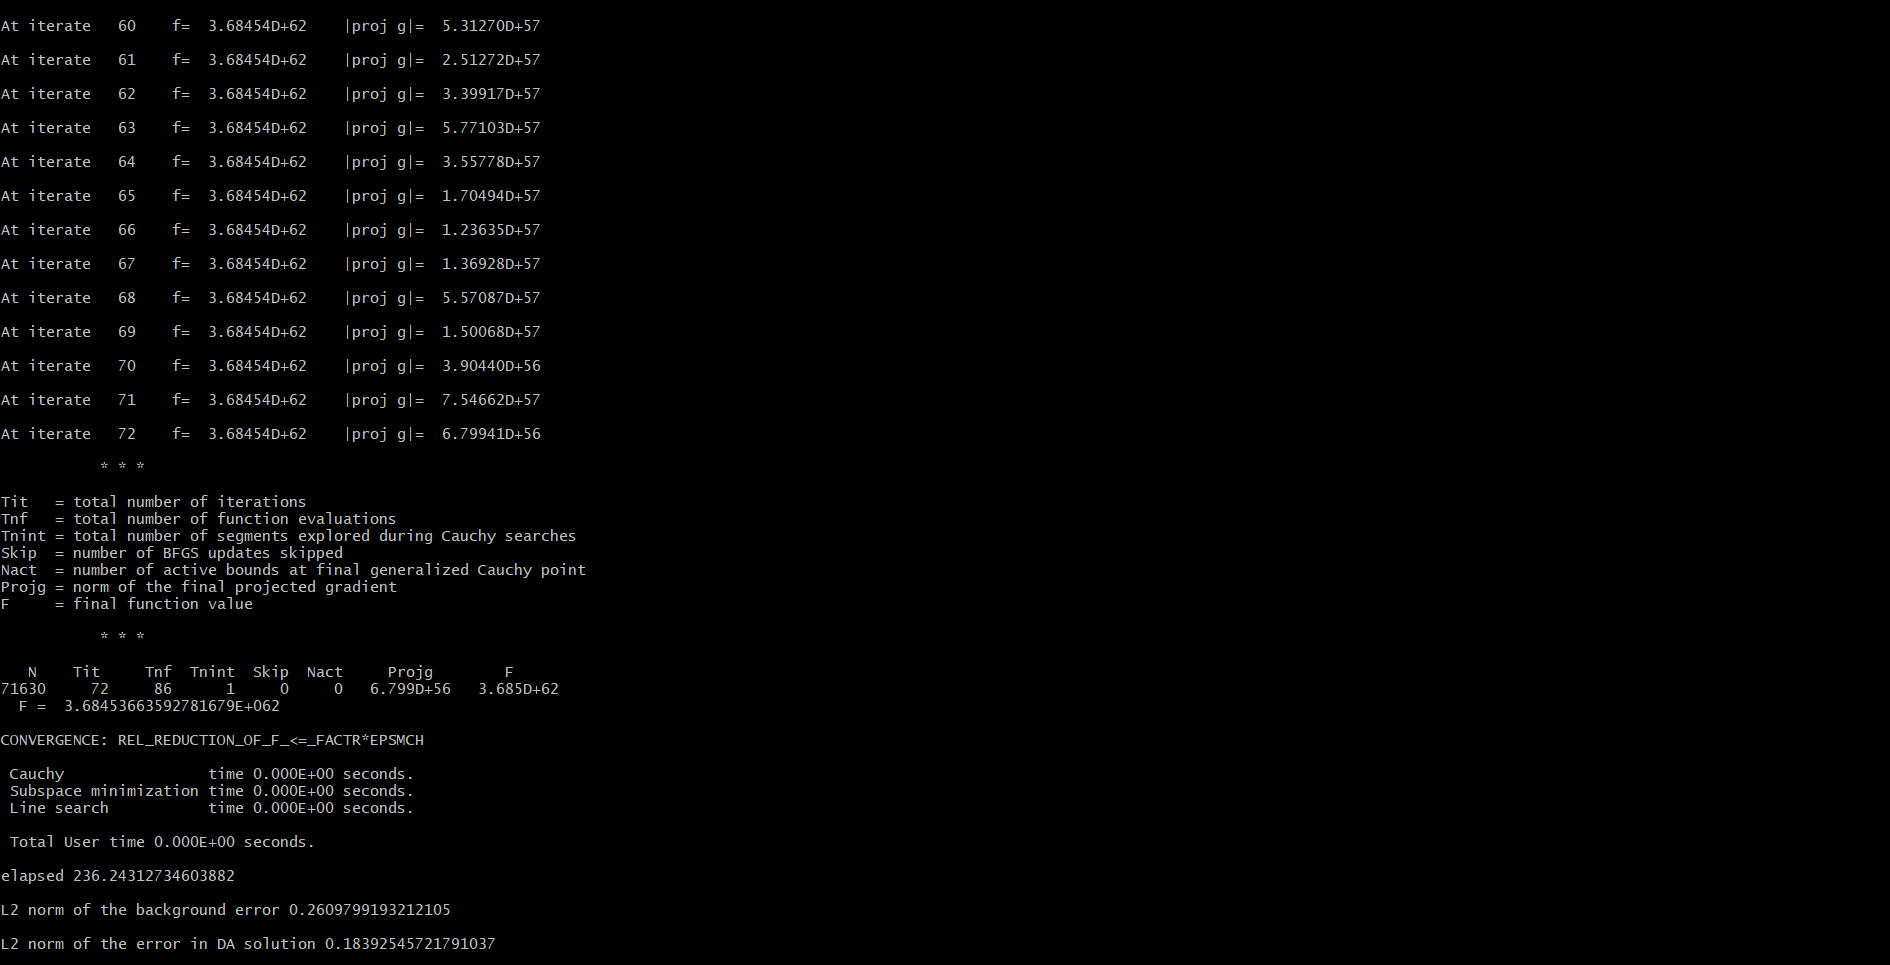 At iterate   60    f=  3.68454D+62    |proj g|=  5.31270D+57
At iterate   61    f=  3.68454D+62    |proj g|=  2.51272D+57
At iterate   62    f=  3.68454D+62    |proj g|=  3.39917D+57
At iterate   63    f=  3.68454D+62    |proj g|=  5.77103D+57
At iterate   64    f=  3.68454D+62    |proj g|=  3.55778D+57
At iterate   65    f=  3.68454D+62    |proj g|=  1.70494D+57
At iterate   66    f=  3.68454D+62    |proj g|=  1.23635D+57
At iterate   67    f=  3.68454D+62    |proj g|=  1.36928D+57
At iterate   68    f=  3.68454D+62    |proj g|=  5.57087D+57
At iterate   69    f=  3.68454D+62    |proj g|=  1.50068D+57
At iterate   70    f=  3.68454D+62    |proj g|=  3.90440D+56
At iterate   71    f=  3.68454D+62    |proj g|=  7.54662D+57
At iterate   72    f=  3.68454D+62    |proj g|=  6.79941D+56
* * *
Tit   = total number of iterations
Tnf   = total number of function evaluations
Tnint = total number of segments explored during Cauchy searches
Skip  = number of BFGS updates skipped
Nact  = number of active bounds at final generalized Cauchy point
Projg = norm of the final projected gradient
F     = final function value
* * *
N    Tit     Tnf  Tnint  Skip  Nact     Projg        F
71630     72     86      1     0     0   6.799D+56   3.685D+62
F =  3.68453663592781679E+062
CONVERGENCE: REL_REDUCTION_OF_F_<=_FACTR*EPSMCH
Cauchy                time 0.000E+00 seconds.
Subspace minimization time 0.000E+00 seconds.
Line search           time 0.000E+00 seconds.
Total User time 0.000E+00 seconds.
elapsed 236.24312734603882
L2 norm of the background error 0.2609799193212105
L2 norm of the error in DA solution 0.18392545721791037